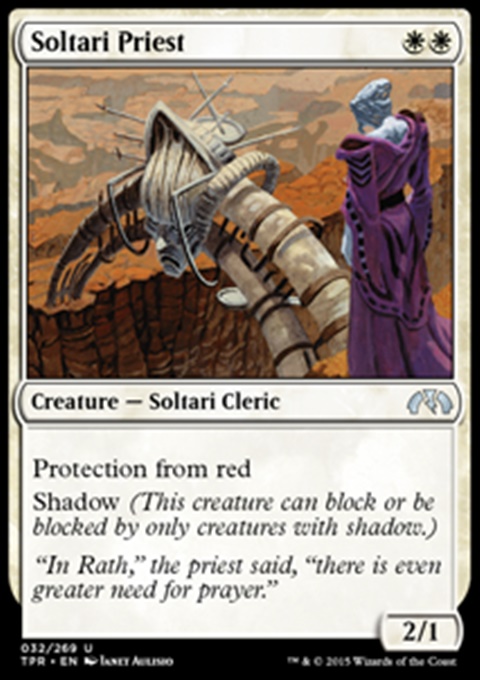 Soltari Priest
Creature — Soltari Cleric
Protection from red
Shadow (This creature can block or be
blocked by only creatures with shadow.)
“In Rath,” the priest said, “there is even
greater need for prayer.”
2/1
032/269 U
TPR • EN Janet Aulisio
™ & © 2015 Wizards of the Coast